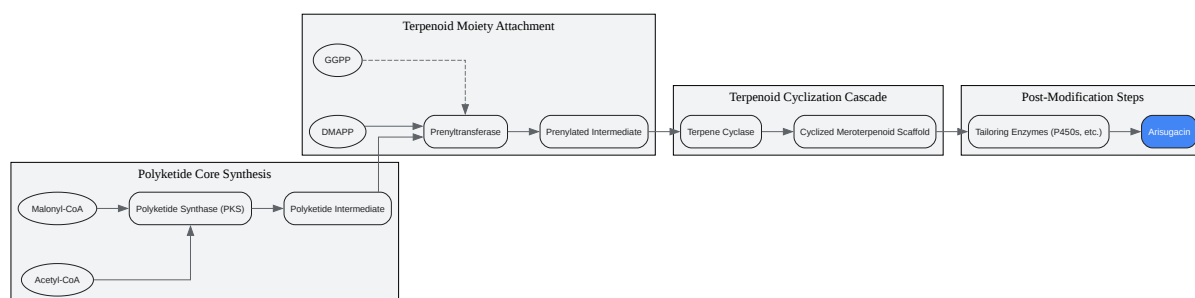 Terpenoid Moiety Attachment
GGPP
DMAPP
Prenyltransferase
Prenylated Intermediate
Terpenoid Cyclization Cascade
Terpene Cyclase
Cyclized Meroterpenoid Scaffold
Post-Modification Steps
Tailoring Enzymes (P450s, etc.)
Arisugacin
Polyketide Core Synthesis
Malonyl-CoA
Polyketide Synthase (PKS)
Polyketide Intermediate
Acetyl-CoA